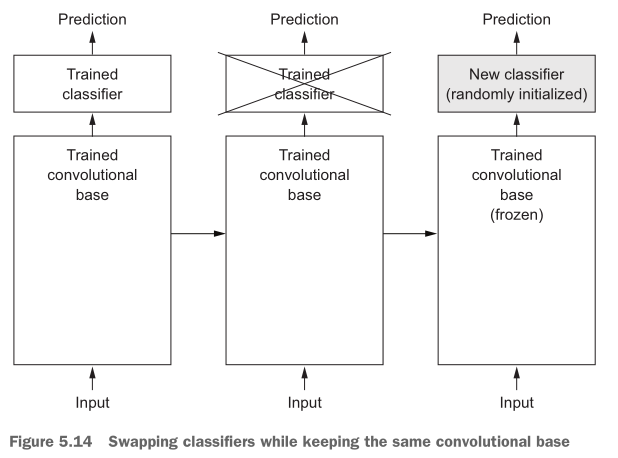 Prediction
Trained
classifier
Trained
convolutional
base
Input
Prediction
Trained
classifier
Trained
convolutional
base
Input
Prediction
New classifier
(randomly initialized)
Trained
convolutional
base
(frozen)
Input
Figure 5.14 Swapping classifiers while keeping the same convolutional base